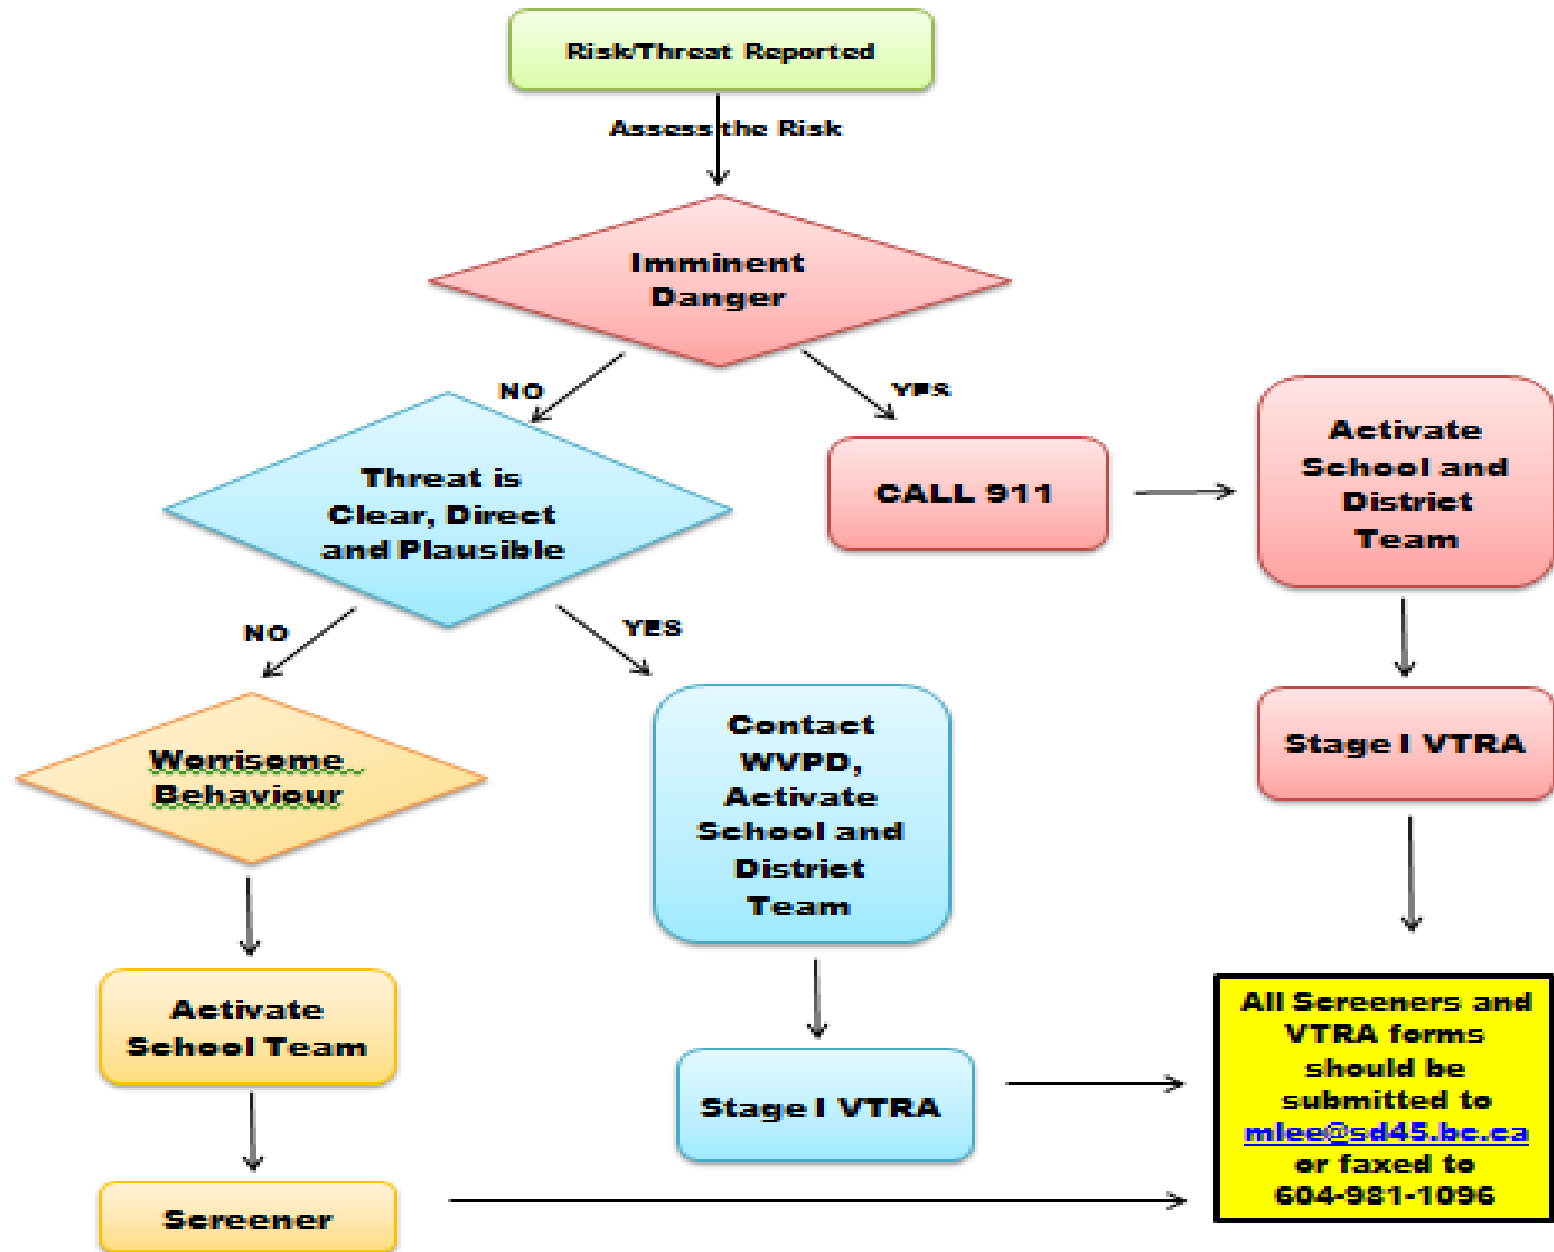 Risk/Threat Reported
Assess the Risk
Imminent
Danger
NO
YES
Threat is
Clear, Direct
and Plausible
CALL 911
Activate
School and
District
Team
NO
YES
Worrisome
Behaviour
Contact
WVPD,
Activate
School and
District
Team
Stage I VTRA
Activate
School Team
Stage I VTRA
Screener
All Screeners and
VTRA forms
should be
submitted to
mlee@sd45.bc.ca
or faxed to
604-981-1096